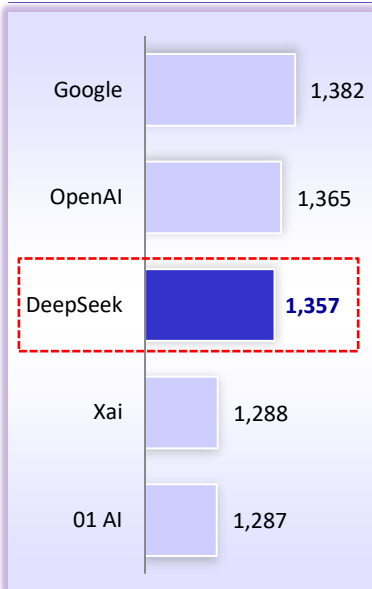 Google 1,382
OpenAI 1,365
DeepSeek 1,357
Xai 1,288
01 AI 1,287